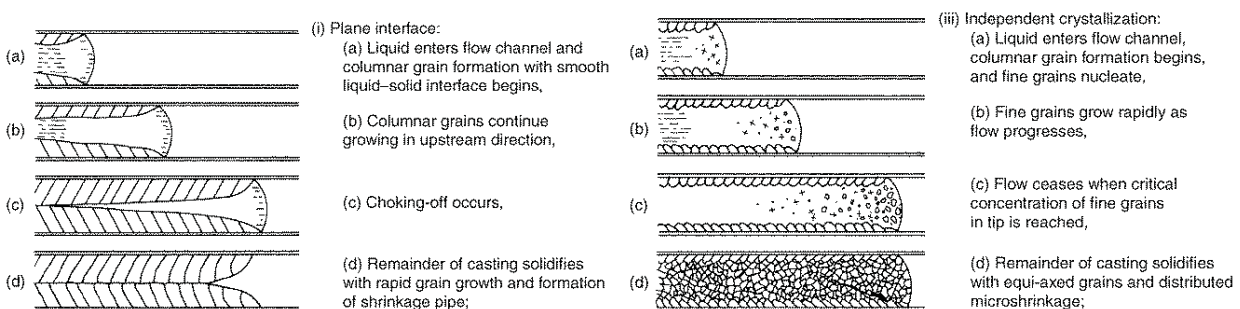 (i) Plane interface:
(a)
(a) Liquid enters flow channel and
columnar grain formation with smooth
liquid–solid interface begins,
(b)
(b) Columnar grains continue
growing in upstream direction,
(c)
(c) Choking-off occurs,
(d)
(d) Remainder of casting solidifies
with rapid grain growth and formation
of shrinkage pipe;
(iii) Independent crystallization:
(a)
(a) Liquid enters flow channel,
columnar grain formation begins,
and fine grains nucleate,
(b)
(b) Fine grains grow rapidly as
flow progresses,
(c)
(c) Flow ceases when critical
concentration of fine grains
in tip is reached,
(d)
(d) Remainder of casting solidifies
with equi-axed grains and distributed
microshrinkage;